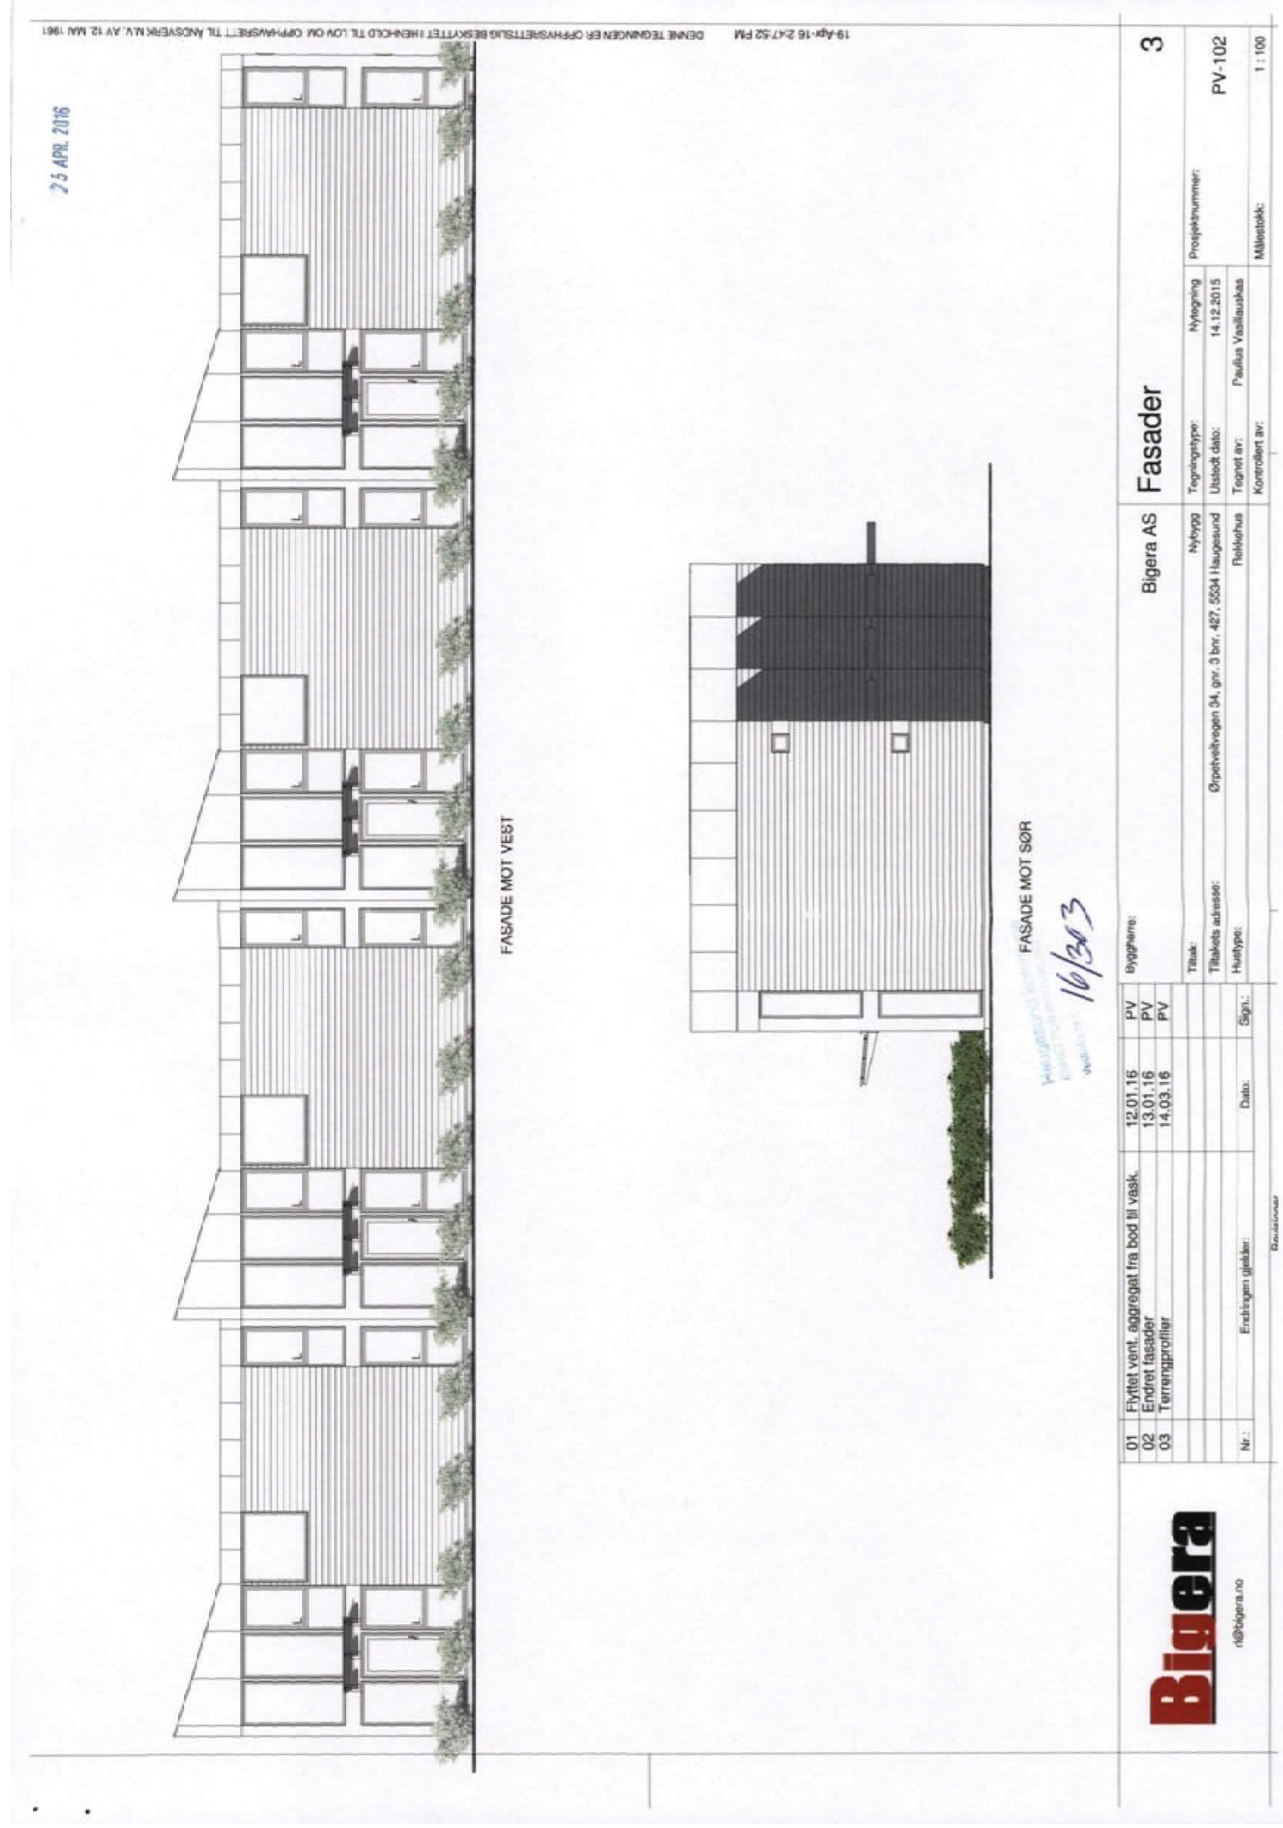 25 APR. 2016
DENNE TEGNINGEN ER OPPHAVSRETTSLIG BESKYTTET I HENHOLD TIL LOV OM OPPHAVSRETT TIL ÅNDSVERK M.V. AV 12. MAI 1961
19-Apr-16 2:47:52 PM
FASADE MOT VEST
FASADE MOT SØR
16/303
Bigera
rl@bigera.no
01 Flyttet vent. aggregat fra bod til vask. 12.01.16 PV
02 Endret fasader 13.01.16 PV
03 Terrengprofiler 14.03.16 PV
Nr.: Endringen gjelder: Dato: Sign.:
Revisjoner
Byggherre: Bigera AS
Tiltak: Nybygg
Tiltakets adresse: Ørpetveitvegen 34, gnr. 3 bnr. 427, 5534 Haugesund
Hustype: Rekkehus
Fasader 3
Tegningstype: Nytegning
Utstedt dato: 14.12.2015
Tegnet av: Paulius Vasiliauskas
Kontrollert av:
Prosjektnummer:
PV-102
Målestokk: 1 : 100